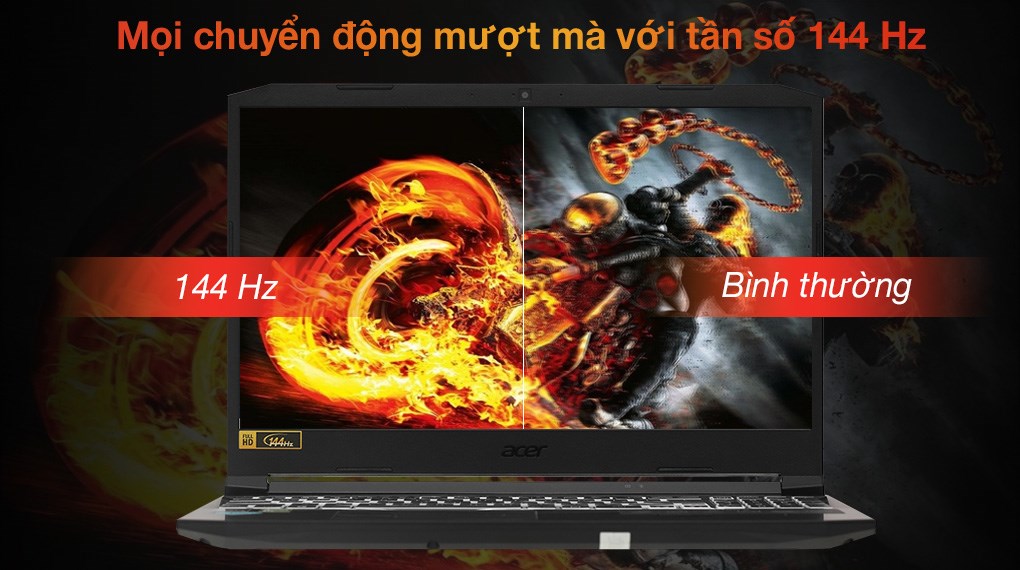 Mọi chuyển động mượt mà với tần số 144 Hz
144 Hz
Bình thường
FULL HD
144Hz
acer